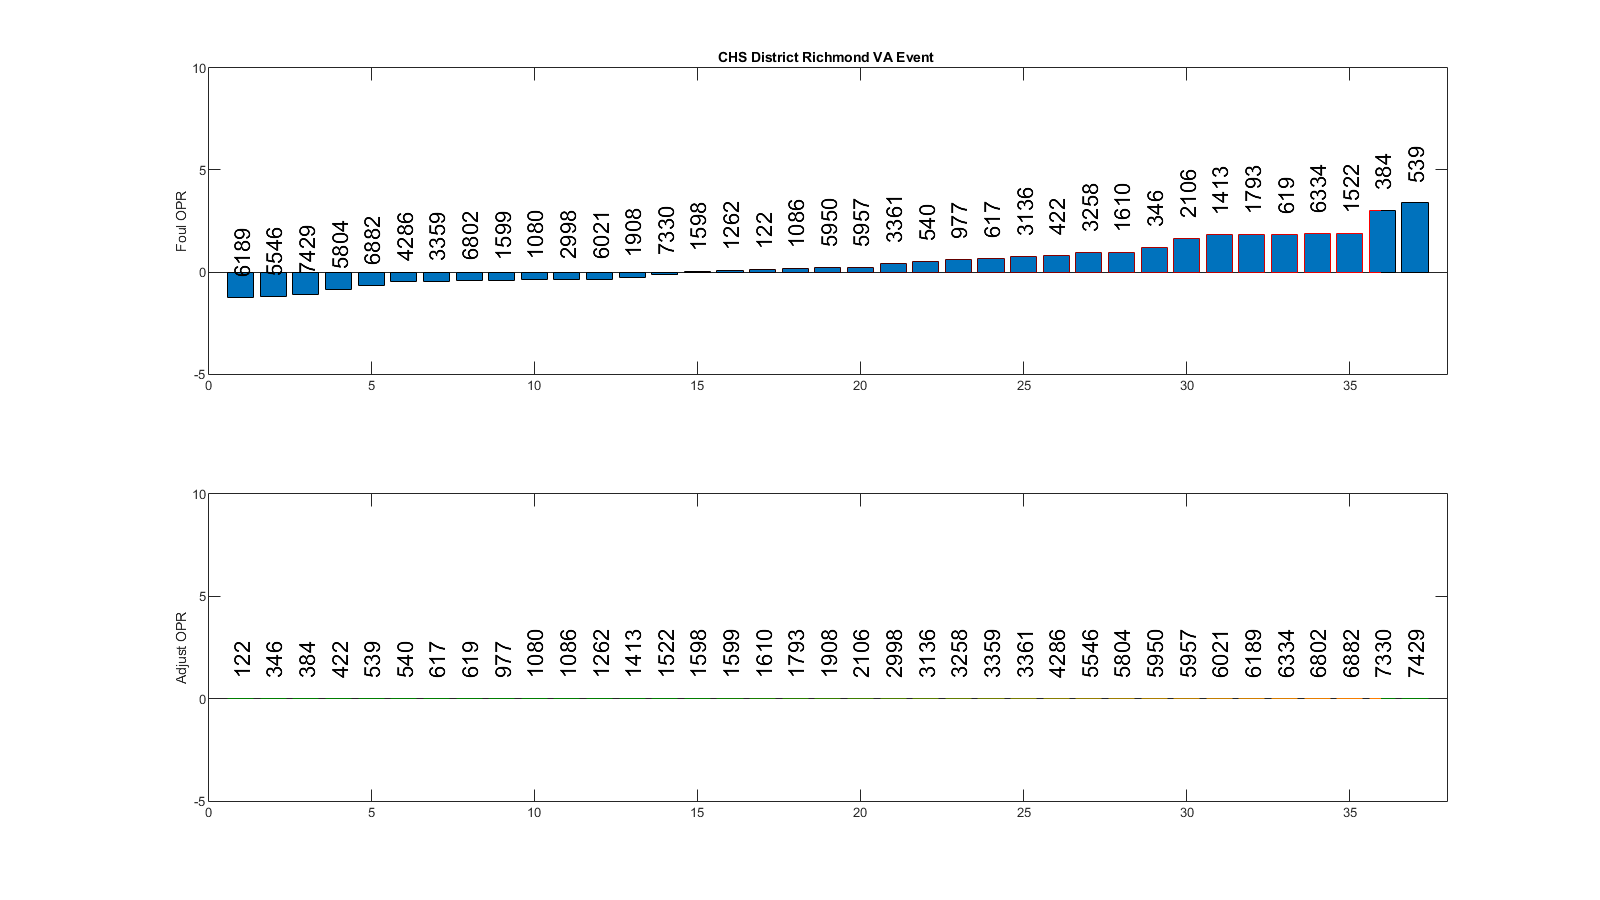 CHS District Richmond VA Event
10
5
0
-5
Foul OPR
6189 5546 7429 5804 6882 4286 3359 6802 1599 1080 2998 6021 1908 7330 1598 1262 122 1086 5950 5957 3361 540 977 617 3136 422 3258 1610 346 2106 1413 1793 619 6334 1522 384 539
0 5 10 15 20 25 30 35
10
5
0
-5
Adjust OPR
122 346 384 422 539 540 617 619 977 1080 1086 1262 1413 1522 1598 1599 1610 1793 1908 2106 2998 3136 3258 3359 3361 4286 5546 5804 5950 5957 6021 6189 6334 6802 6882 7330 7429
0 5 10 15 20 25 30 35